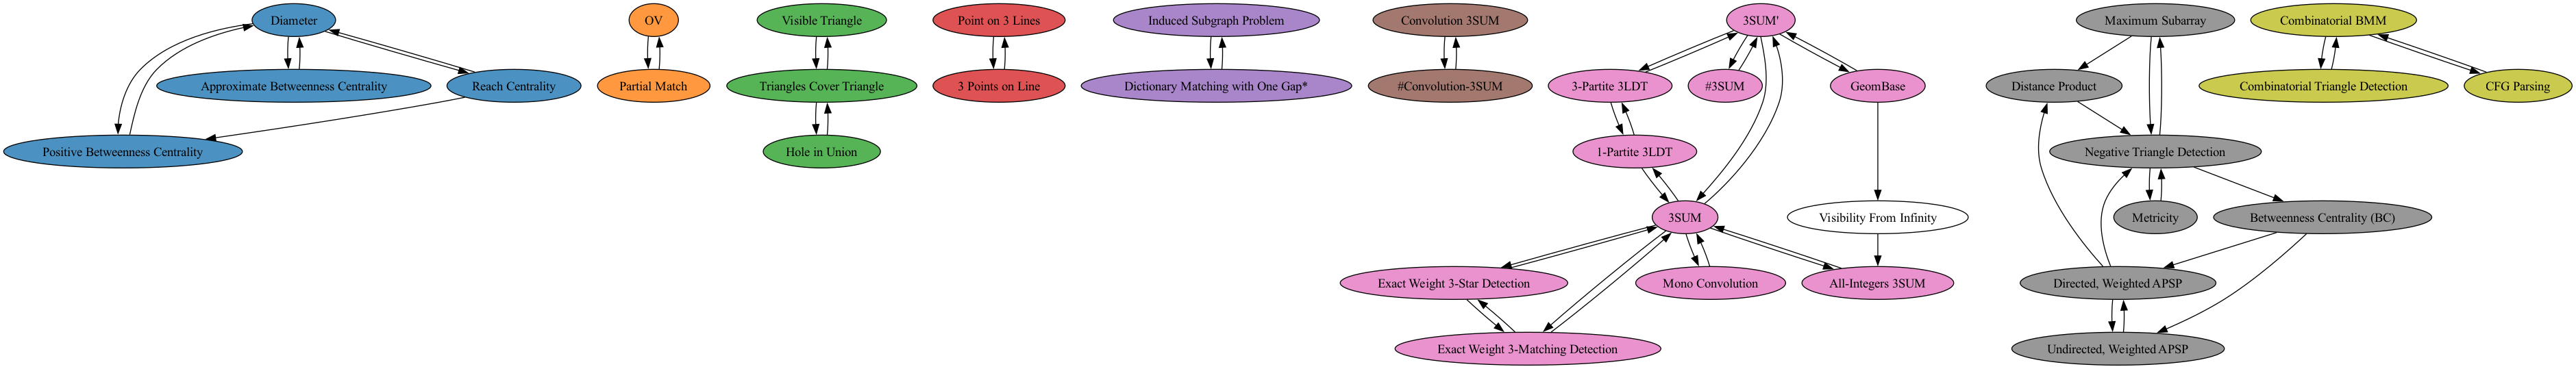 Diameter
OV
Visible Triangle
Point on 3 Lines
Induced Subgraph Problem
Convolution 3SUM
3SUM'
Maximum Subarray
Combinatorial BMM
Approximate Betweenness Centrality
Reach Centrality
Partial Match
Triangles Cover Triangle
3 Points on Line
Dictionary Matching with One Gap*
#Convolution-3SUM
3-Partite 3LDT
#3SUM
GeomBase
Distance Product
Combinatorial Triangle Detection
CFG Parsing
Positive Betweenness Centrality
Hole in Union
1-Partite 3LDT
Negative Triangle Detection
3SUM
Visibility From Infinity
Metricity
Betweenness Centrality (BC)
Exact Weight 3-Star Detection
Mono Convolution
All-Integers 3SUM
Directed, Weighted APSP
Exact Weight 3-Matching Detection
Undirected, Weighted APSP